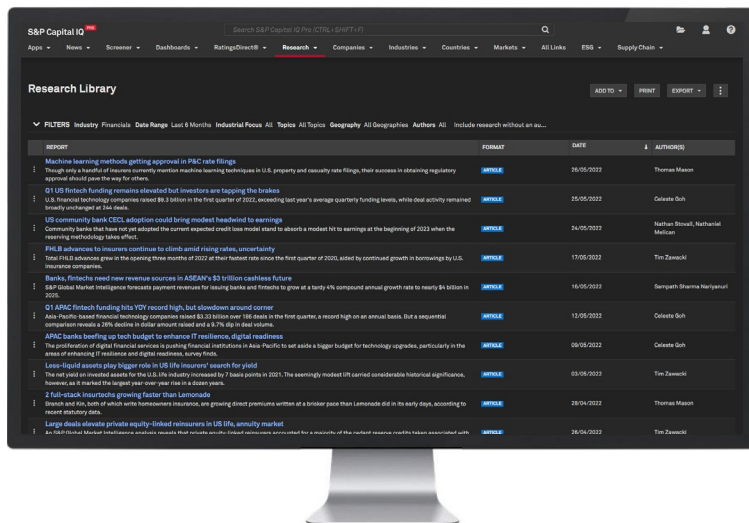 S&P Capital IQ PRO
Search S&P Capital IQ Pro (CTRL+SHIFT+F)
Apps News Screener Dashboards RatingsDirect® Research Companies Industries Countries Markets All Links ESG Supply Chain
Research Library
ADD TO PRINT EXPORT
FILTERS Industry Financials Date Range Last 6 Months Industrial Focus All Topics All Topics Geography All Geographies Authors All Include research without an au...
REPORT FORMAT DATE AUTHOR(S)
Machine learning methods getting approval in P&C rate filings
Though only a handful of insurers currently mention machine learning techniques in U.S. property and casualty rate filings, their success in obtaining regulatory
approval should pave the way for others.
ARTICLE 26/05/2022 Thomas Mason
Q1 US fintech funding remains elevated but investors are tapping the brakes
U.S. financial technology companies raised $9.3 billion in the first quarter of 2022, exceeding last year's average quarterly funding levels, while deal activity remained
broadly unchanged at 244 deals.
ARTICLE 25/05/2022 Celeste Goh
US community bank CECL adoption could bring modest headwind to earnings
Community banks that have not yet adopted the current expected credit loss model stand to absorb a modest hit to earnings at the beginning of 2023 when the
reserving methodology takes effect.
ARTICLE 24/05/2022 Nathan Stovall, Nathaniel
Melican
FHLB advances to insurers continue to climb amid rising rates, uncertainty
Total FHLB advances grew in the opening three months of 2022 at their fastest rate since the first quarter of 2020, aided by continued growth in borrowings by U.S.
insurance companies.
ARTICLE 17/05/2022 Tim Zawacki
Banks, fintechs need new revenue sources in ASEAN's $3 trillion cashless future
S&P Global Market Intelligence forecasts payment revenues for issuing banks and fintechs to grow at a tardy 4% compound annual growth rate to nearly $4 billion in
2025.
ARTICLE 16/05/2022 Sampath Sharma Nariyanuri
Q1 APAC fintech funding hits YOY record high, but slowdown around corner
Asia-Pacific-based financial technology companies raised $3.33 billion over 186 deals in the first quarter, a record high on an annual basis. But a sequential
comparison reveals a 26% decline in dollar amount raised and a 9.7% dip in deal volume.
ARTICLE 12/05/2022 Celeste Goh
APAC banks beefing up tech budget to enhance IT resilience, digital readiness
The proliferation of digital financial services is pushing financial institutions in Asia-Pacific to set aside a bigger budget for technology upgrades, particularly in the
areas of enhancing IT resilience and digital readiness, survey finds.
ARTICLE 09/05/2022 Celeste Goh
Less-liquid assets play bigger role in US life insurers' search for yield
The net yield on invested assets for the U.S. life industry increased by 7 basis points in 2021. The seemingly modest lift carried considerable historical significance,
however, as it marked the largest year-over-year rise in a dozen years.
ARTICLE 03/05/2022 Tim Zawacki
2 full-stack insurtechs growing faster than Lemonade
Branch and Kin, both of which write homeowners insurance, are growing direct premiums written at a brisker pace than Lemonade did in its early days, according to
recent statutory data.
ARTICLE 28/04/2022 Thomas Mason
Large deals elevate private equity-linked reinsurers in US life, annuity market
An S&P Global Market Intelligence analysis reveals that private equity-linked reinsurers accounted for a majority of the cedent reserve credits taken associated with
ARTICLE 26/04/2022 Tim Zawacki